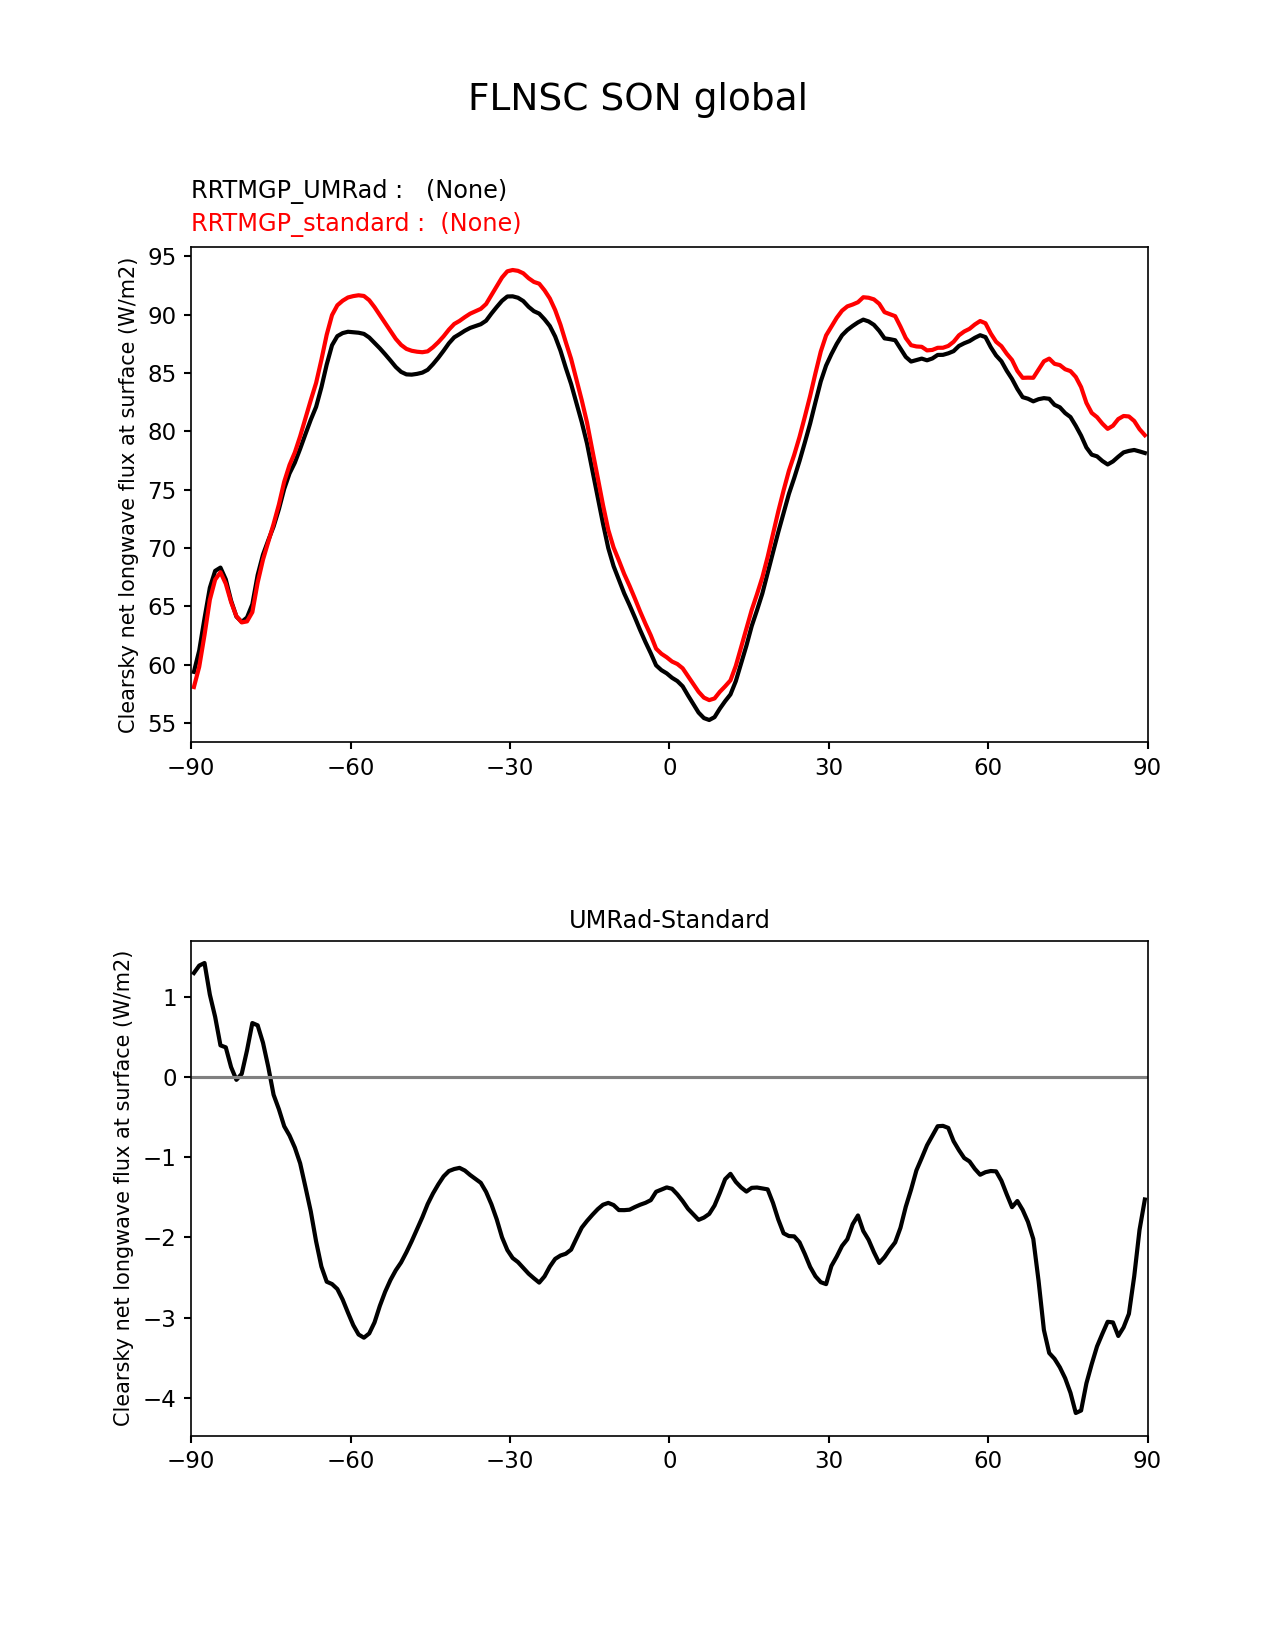 FLNSC SON global
RRTMGP_UMRad :   (None)
RRTMGP_standard :  (None)
Clearsky net longwave flux at surface (W/m2)
95
90
85
80
75
70
65
60
55
−90 −60 −30 0 30 60 90
UMRad-Standard
Clearsky net longwave flux at surface (W/m2)
1
0
−1
−2
−3
−4
−90 −60 −30 0 30 60 90